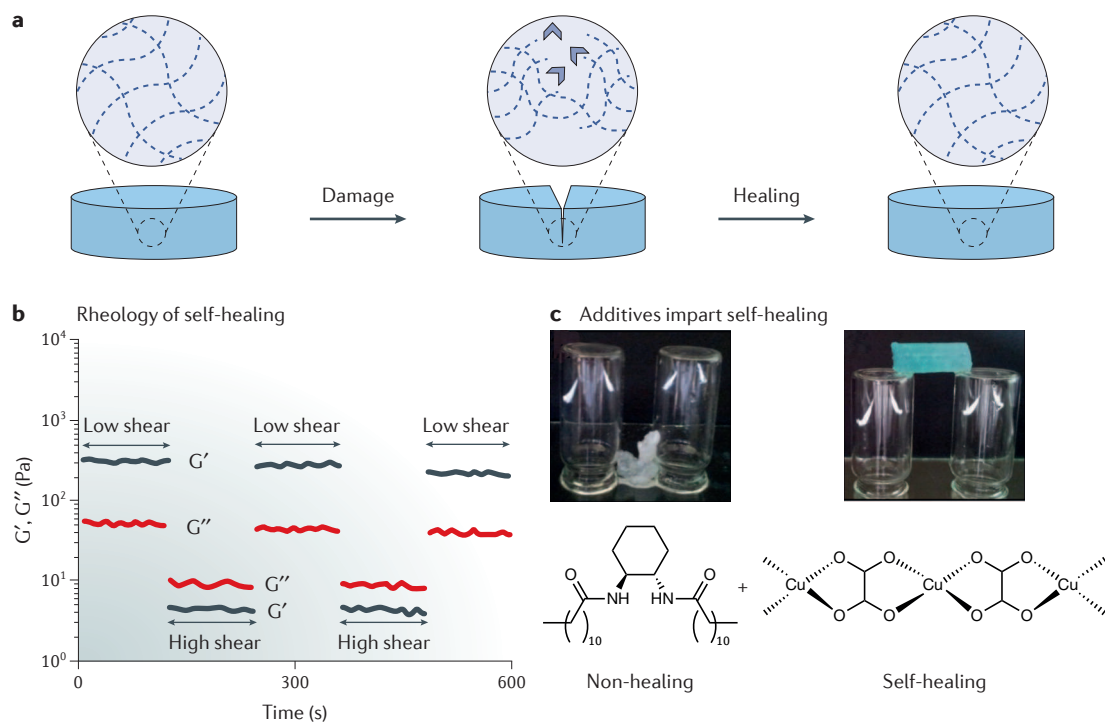 a
Damage
Healing
b Rheology of self-healing
G′, G″ (Pa)
10⁴
10³
10²
10¹
10⁰
Low shear
Low shear
Low shear
G′
G″
G″
G′
High shear
High shear
0
300
600
Time (s)
c Additives impart self-healing
O
NH
HN
O
10
10
+
O
O
O
O
Cu
Cu
Cu
O
O
O
O
Non-healing
Self-healing